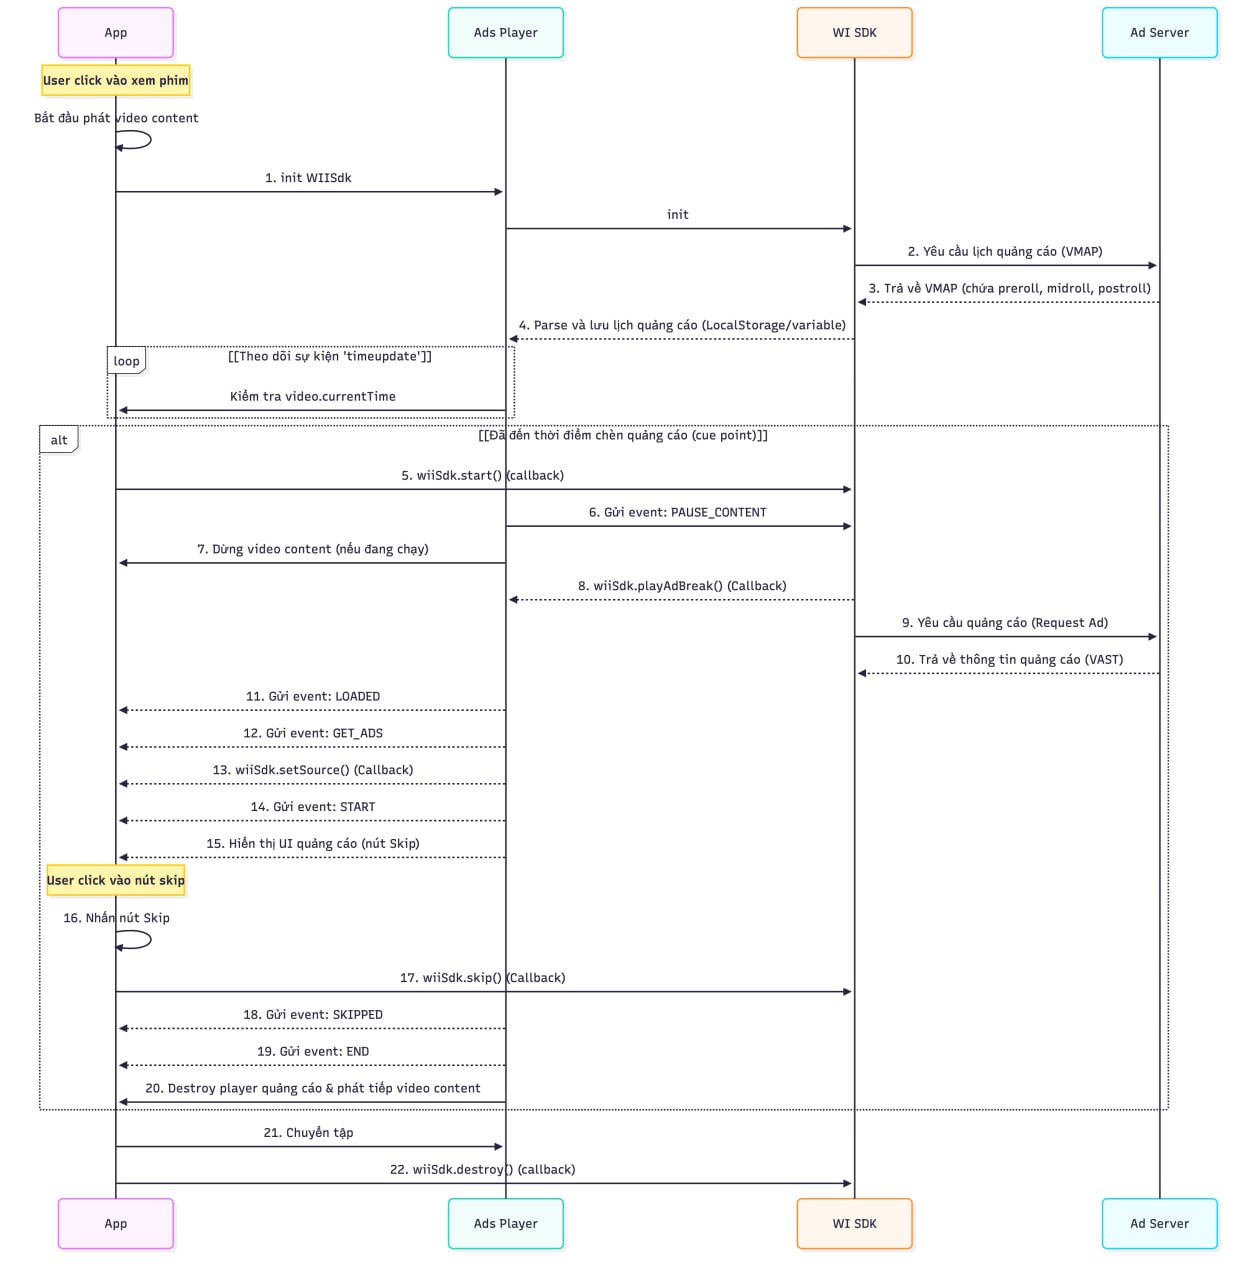 App
Ads Player
WI SDK
Ad Server
User click vào xem phim
Bắt đầu phát video content
1. init WIISdk
init
2. Yêu cầu lịch quảng cáo (VMAP)
3. Trả về VMAP (chứa preroll, midroll, postroll)
4. Parse và lưu lịch quảng cáo (LocalStorage/variable)
loop
[[Theo dõi sự kiện 'timeupdate']]
Kiểm tra video.currentTime
alt
[[Đã đến thời điểm chèn quảng cáo (cue point)]]
5. wiiSdk.start() (callback)
6. Gửi event: PAUSE_CONTENT
7. Dừng video content (nếu đang chạy)
8. wiiSdk.playAdBreak() (Callback)
9. Yêu cầu quảng cáo (Request Ad)
10. Trả về thông tin quảng cáo (VAST)
11. Gửi event: LOADED
12. Gửi event: GET_ADS
13. wiiSdk.setSource() (Callback)
14. Gửi event: START
15. Hiển thị UI quảng cáo (nút Skip)
User click vào nút skip
16. Nhấn nút Skip
17. wiiSdk.skip() (Callback)
18. Gửi event: SKIPPED
19. Gửi event: END
20. Destroy player quảng cáo & phát tiếp video content
21. Chuyển tập
22. wiiSdk.destroy() (callback)
App
Ads Player
WI SDK
Ad Server